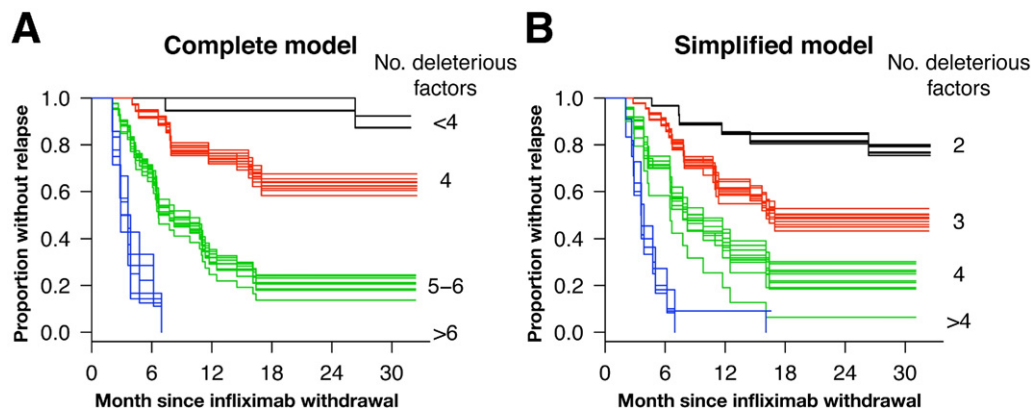 A
Complete model
No. deleterious
factors
1.0
0.8
0.6
0.4
0.2
0.0
Proportion without relapse
<4
4
5–6
>6
0 6 12 18 24 30
Month since infliximab withdrawal
B
Simplified model
No. deleterious
factors
1.0
0.8
0.6
0.4
0.2
0.0
Proportion without relapse
2
3
4
>4
0 6 12 18 24 30
Month since infliximab withdrawal